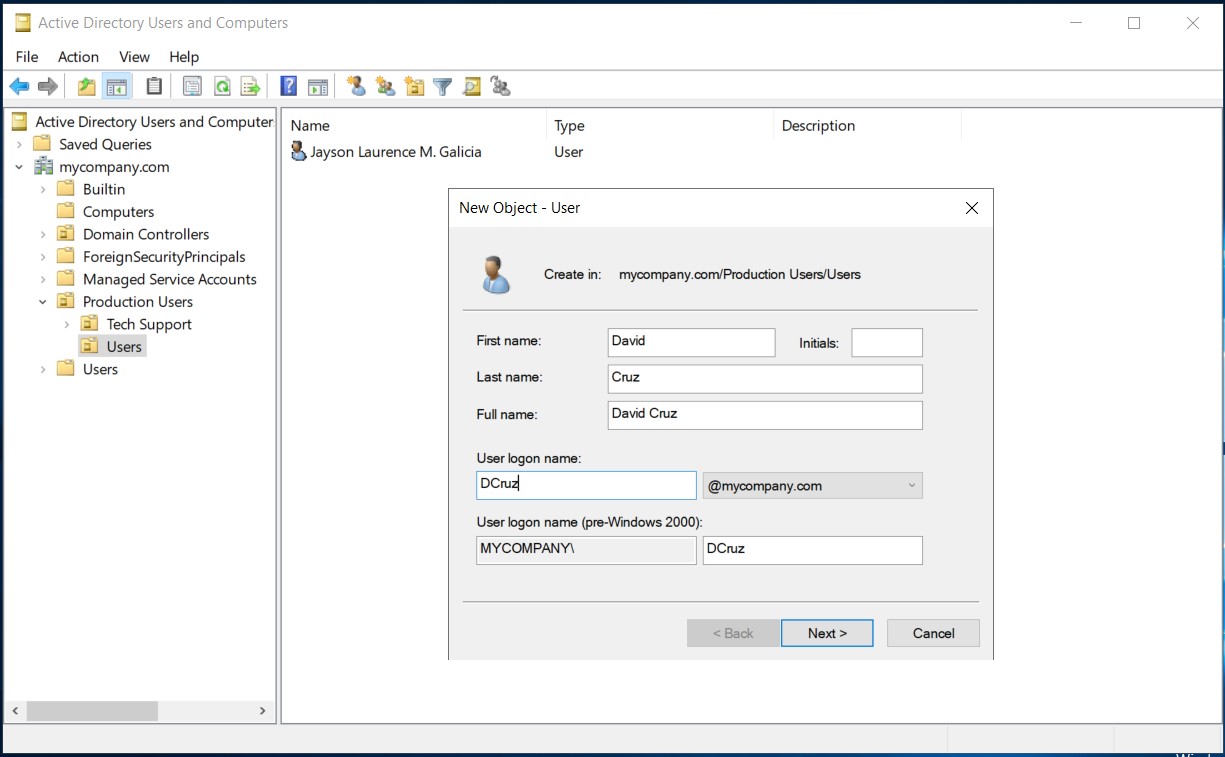 Active Directory Users and Computers
File Action View Help
Active Directory Users and Computer
Saved Queries
mycompany.com
Builtin
Computers
Domain Controllers
ForeignSecurityPrincipals
Managed Service Accounts
Production Users
Tech Support
Users
Users
Name Type Description
Jayson Laurence M. Galicia User
New Object - User
Create in: mycompany.com/Production Users/Users
First name: David Initials:
Last name: Cruz
Full name: David Cruz
User logon name:
DCruz @mycompany.com
User logon name (pre-Windows 2000):
MYCOMPANY\ DCruz
< Back Next > Cancel